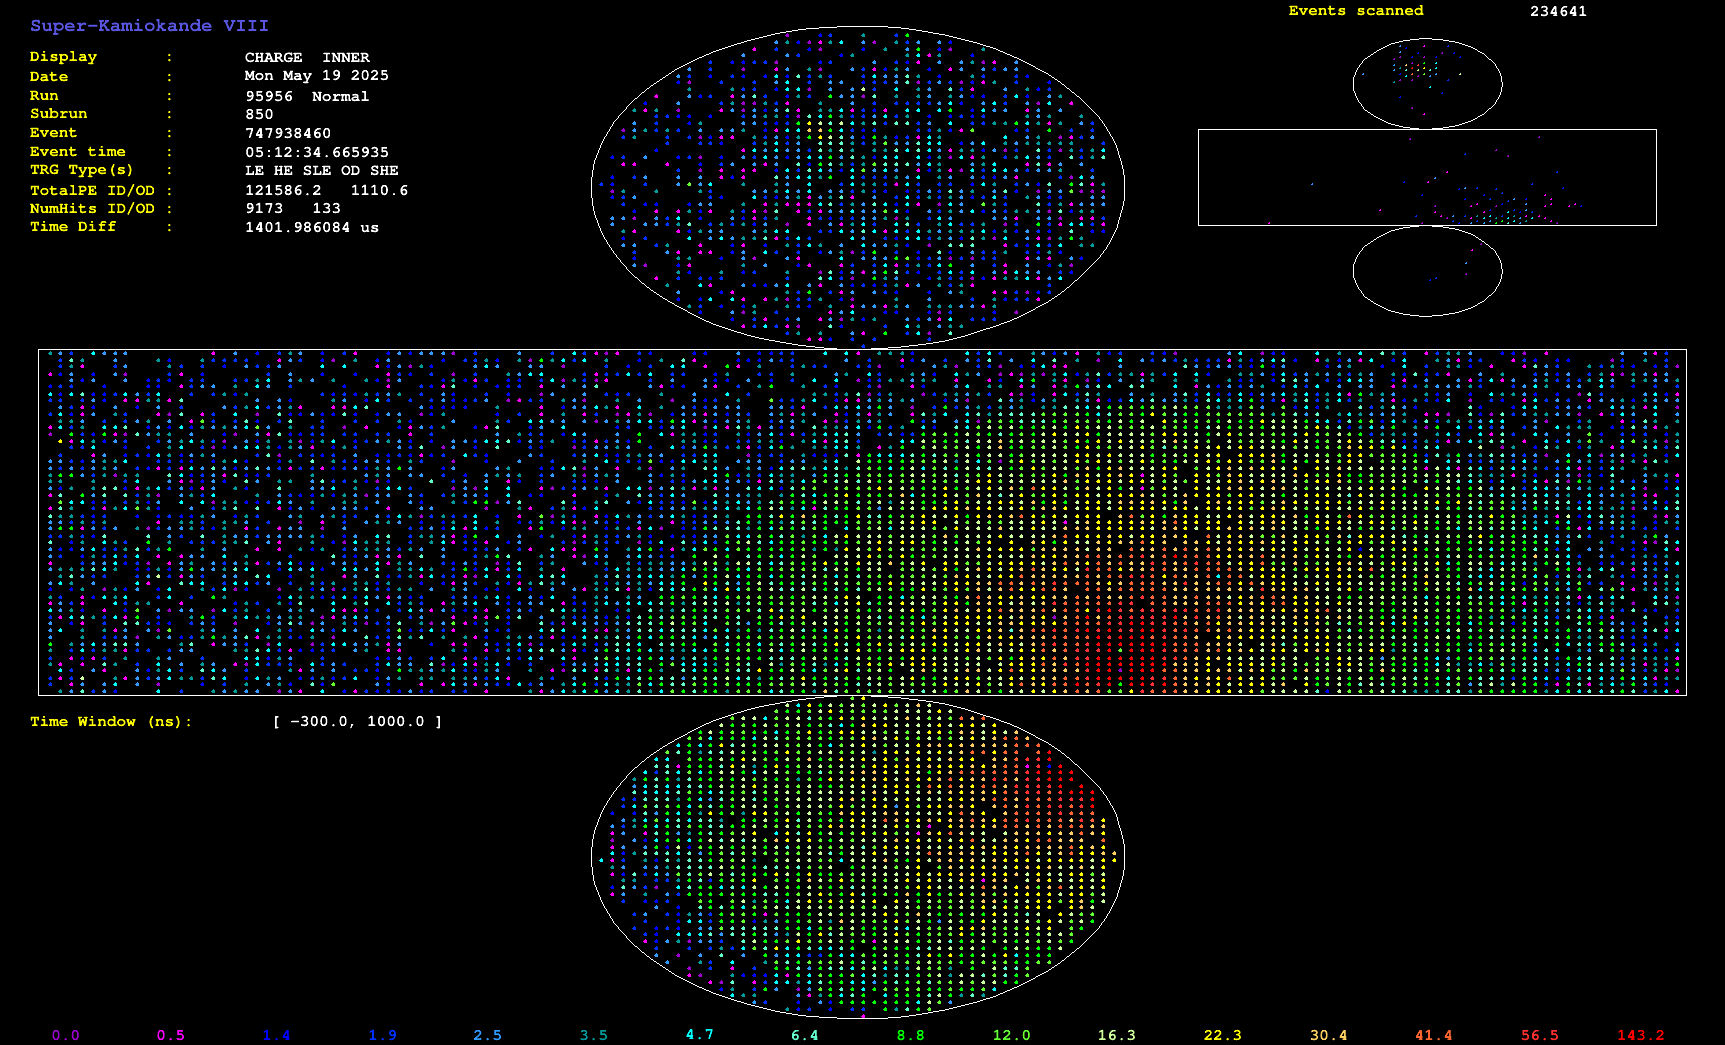 Super-Kamiokande VIII
Events scanned 234641
Display : CHARGE INNER
Date : Mon May 19 2025
Run : 95956 Normal
Subrun : 850
Event : 747938460
Event time : 05:12:34.665935
TRG Type(s) : LE HE SLE OD SHE
TotalPE ID/OD : 121586.2 1110.6
NumHits ID/OD : 9173 133
Time Diff : 1401.986084 us
Time Window (ns): [ -300.0, 1000.0 ]
0.0 0.5 1.4 1.9 2.5 3.5 4.7 6.4 8.8 12.0 16.3 22.3 30.4 41.4 56.5 143.2